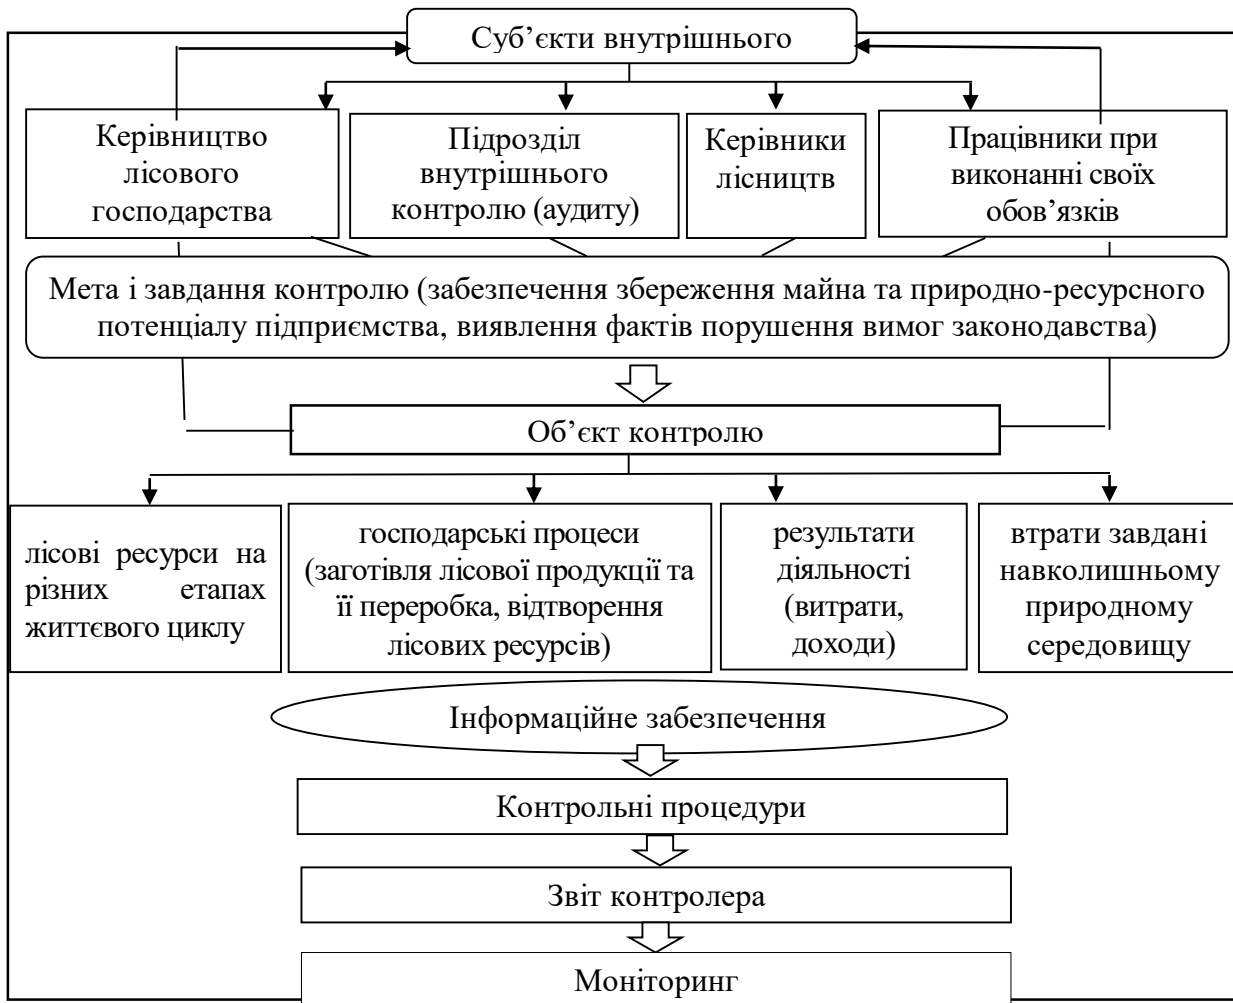 Суб’єкти внутрішнього
Керівництво
лісового
господарства
Підрозділ
внутрішнього
контролю (аудиту)
Керівники
лісництв
Працівники при
виконанні своїх
обов’язків
Мета і завдання контролю (забезпечення збереження майна та природно-ресурсного
потенціалу підприємства, виявлення фактів порушення вимог законодавства)
Об’єкт контролю
лісові ресурси на
різних етапах
життєвого циклу
господарські процеси
(заготівля лісової продукції та
її переробка, відтворення
лісових ресурсів)
результати
діяльності
(витрати,
доходи)
втрати завдані
навколишньому
природному
середовищу
Інформаційне забезпечення
Контрольні процедури
Звіт контролера
Моніторинг